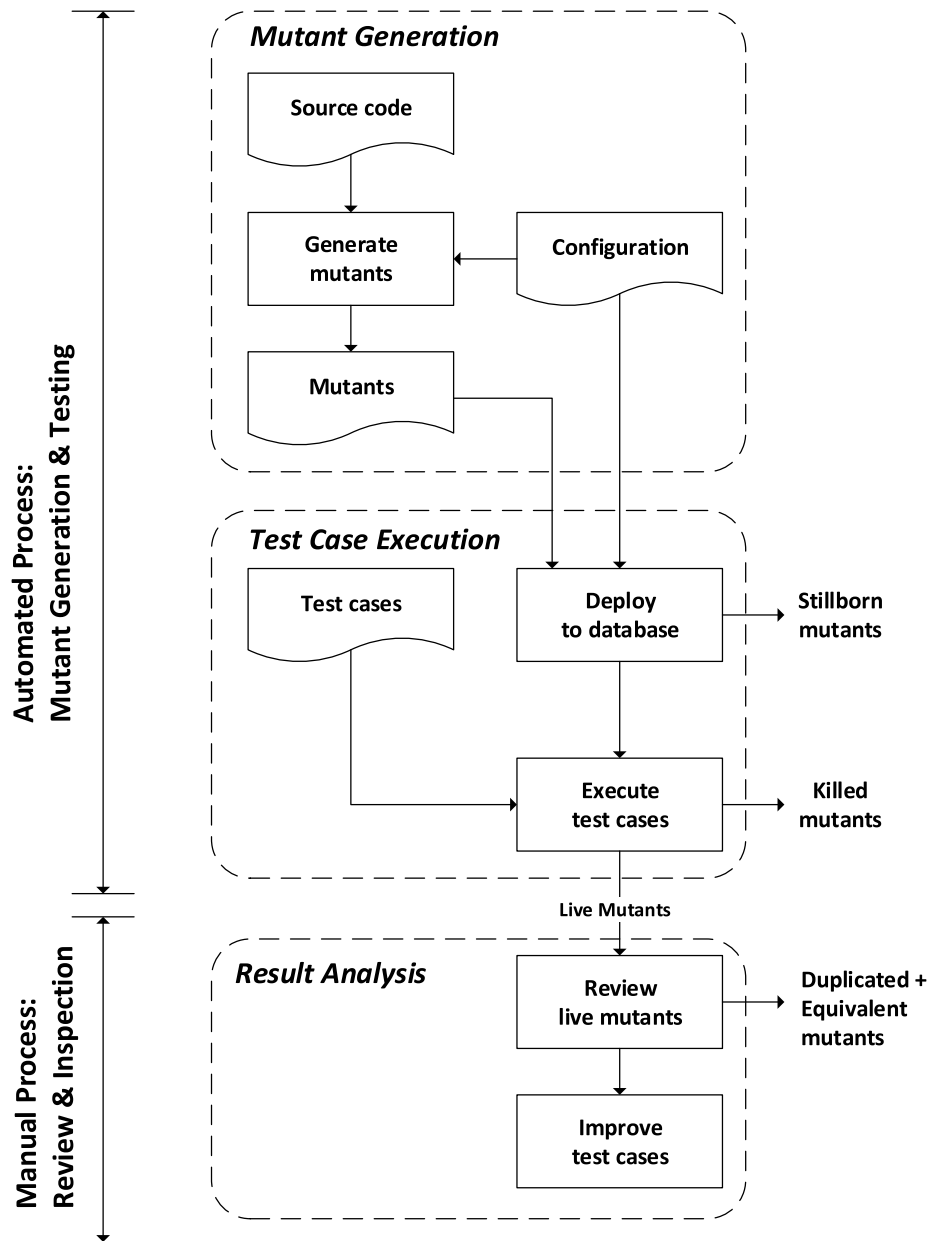 Mutant Generation
Source code
Generate
mutants
Configuration
Mutants
Automated Process:
Mutant Generation & Testing
Test Case Execution
Test cases
Deploy
to database
Stillborn
mutants
Execute
test cases
Killed
mutants
Live Mutants
Manual Process:
Review & Inspection
Result Analysis
Review
live mutants
Duplicated +
Equivalent
mutants
Improve
test cases